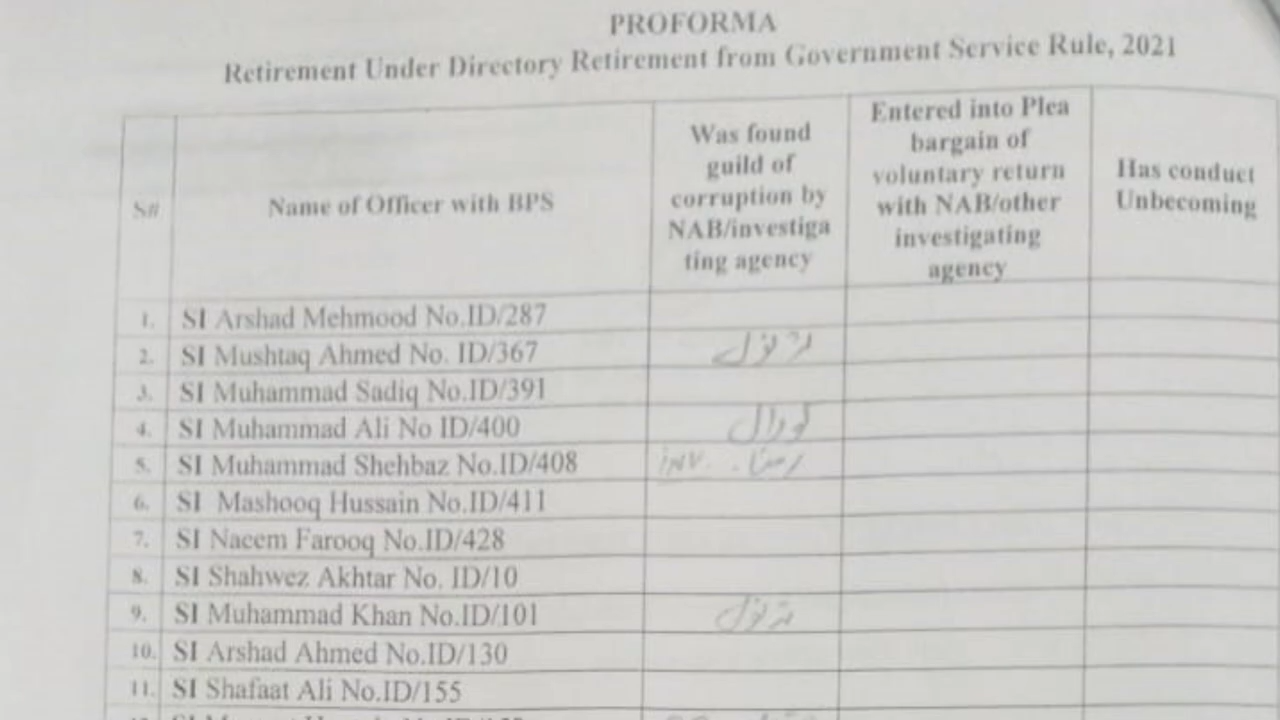 PROFORMA
Retirement Under Directory Retirement from Government Service Rule, 2021
S#
Name of Officer with BPS
Was found
guild of
corruption by
NAB/investiga
ting agency
Entered into Plea
bargain of
voluntary return
with NAB/other
investigating
agency
Has conduct
Unbecoming
1. SI Arshad Mehmood No.ID/287
2. SI Mushtaq Ahmed No. ID/367 ترنول
3. SI Muhammad Sadiq No.ID/391
4. SI Muhammad Ali No ID/400 کورال
5. SI Muhammad Shehbaz No.ID/408 INV.
6. SI Mashooq Hussain No.ID/411
7. SI Naeem Farooq No.ID/428
8. SI Shahwez Akhtar No. ID/10
9. SI Muhammad Khan No.ID/101 ترنول
10. SI Arshad Ahmed No.ID/130
11. SI Shafaat Ali No.ID/155